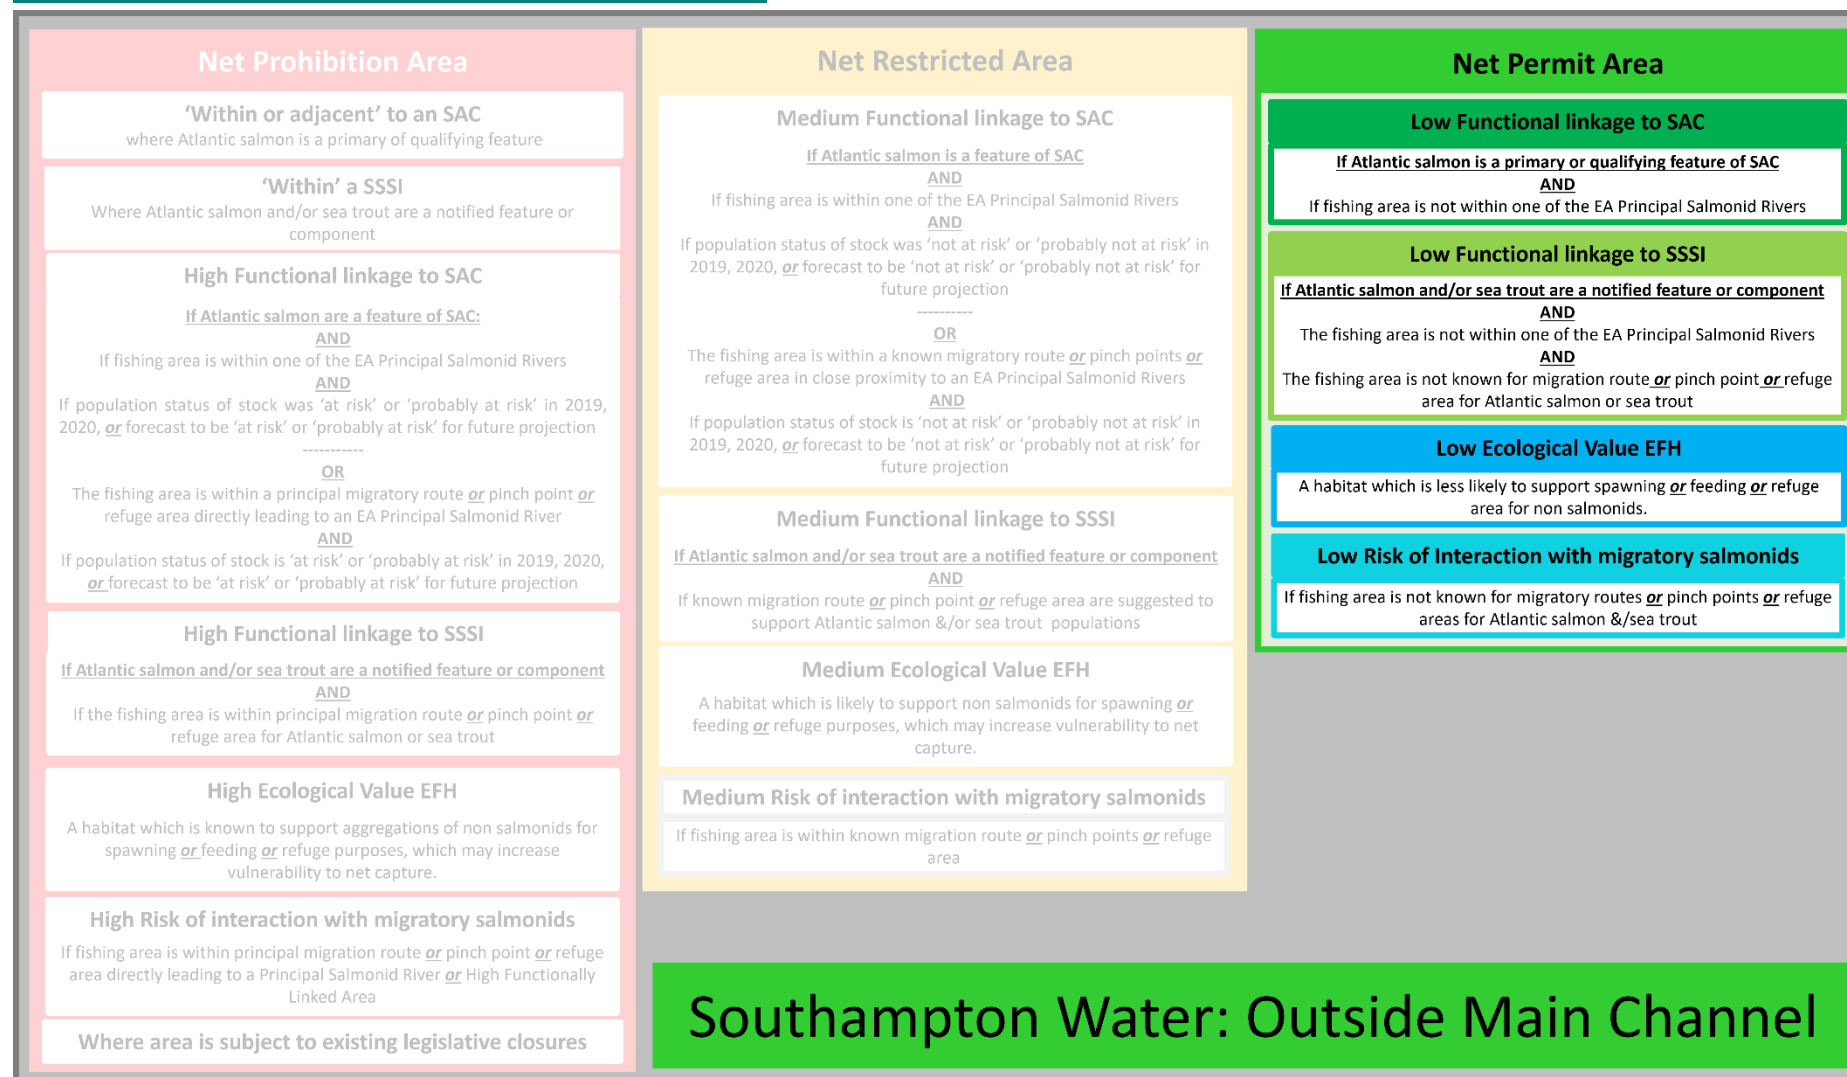 Net Prohibition Area
'Within or adjacent' to an SAC
where Atlantic salmon is a primary of qualifying feature
'Within' a SSSI
Where Atlantic salmon and/or sea trout are a notified feature or
component
High Functional linkage to SAC
If Atlantic salmon are a feature of SAC:
AND
If fishing area is within one of the EA Principal Salmonid Rivers
AND
If population status of stock was 'at risk' or 'probably at risk' in 2019,
2020, or forecast to be 'at risk' or 'probably at risk' for future projection
-----------
OR
The fishing area is within a principal migratory route or pinch point or
refuge area directly leading to an EA Principal Salmonid River
AND
If population status of stock is 'at risk' or 'probably at risk' in 2019, 2020,
or forecast to be 'at risk' or 'probably at risk' for future projection
High Functional linkage to SSSI
If Atlantic salmon and/or sea trout are a notified feature or component
AND
If the fishing area is within principal migration route or pinch point or
refuge area for Atlantic salmon or sea trout
High Ecological Value EFH
A habitat which is known to support aggregations of non salmonids for
spawning or feeding or refuge purposes, which may increase
vulnerability to net capture.
High Risk of interaction with migratory salmonids
If fishing area is within principal migration route or pinch point or refuge
area directly leading to a Principal Salmonid River or High Functionally
Linked Area
Where area is subject to existing legislative closures
Net Restricted Area
Medium Functional linkage to SAC
If Atlantic salmon is a feature of SAC
AND
If fishing area is within one of the EA Principal Salmonid Rivers
AND
If population status of stock was 'not at risk' or 'probably not at risk' in
2019, 2020, or forecast to be 'not at risk' or 'probably not at risk' for
future projection
----------
OR
The fishing area is within a known migratory route or pinch points or
refuge area in close proximity to an EA Principal Salmonid Rivers
AND
If population status of stock is 'not at risk' or 'probably not at risk' in
2019, 2020, or forecast to be 'not at risk' or 'probably not at risk' for
future projection
Medium Functional linkage to SSSI
If Atlantic salmon and/or sea trout are a notified feature or component
AND
If known migration route or pinch point or refuge area are suggested to
support Atlantic salmon &/or sea trout populations
Medium Ecological Value EFH
A habitat which is likely to support non salmonids for spawning or
feeding or refuge purposes, which may increase vulnerability to net
capture.
Medium Risk of interaction with migratory salmonids
If fishing area is within known migration route or pinch points or refuge
area
Net Permit Area
Low Functional linkage to SAC
If Atlantic salmon is a primary or qualifying feature of SAC
AND
If fishing area is not within one of the EA Principal Salmonid Rivers
Low Functional linkage to SSSI
If Atlantic salmon and/or sea trout are a notified feature or component
AND
The fishing area is not within one of the EA Principal Salmonid Rivers
AND
The fishing area is not known for migration route or pinch point or refuge
area for Atlantic salmon or sea trout
Low Ecological Value EFH
A habitat which is less likely to support spawning or feeding or refuge
area for non salmonids.
Low Risk of Interaction with migratory salmonids
If fishing area is not known for migratory routes or pinch points or refuge
areas for Atlantic salmon &/sea trout
Southampton Water: Outside Main Channel